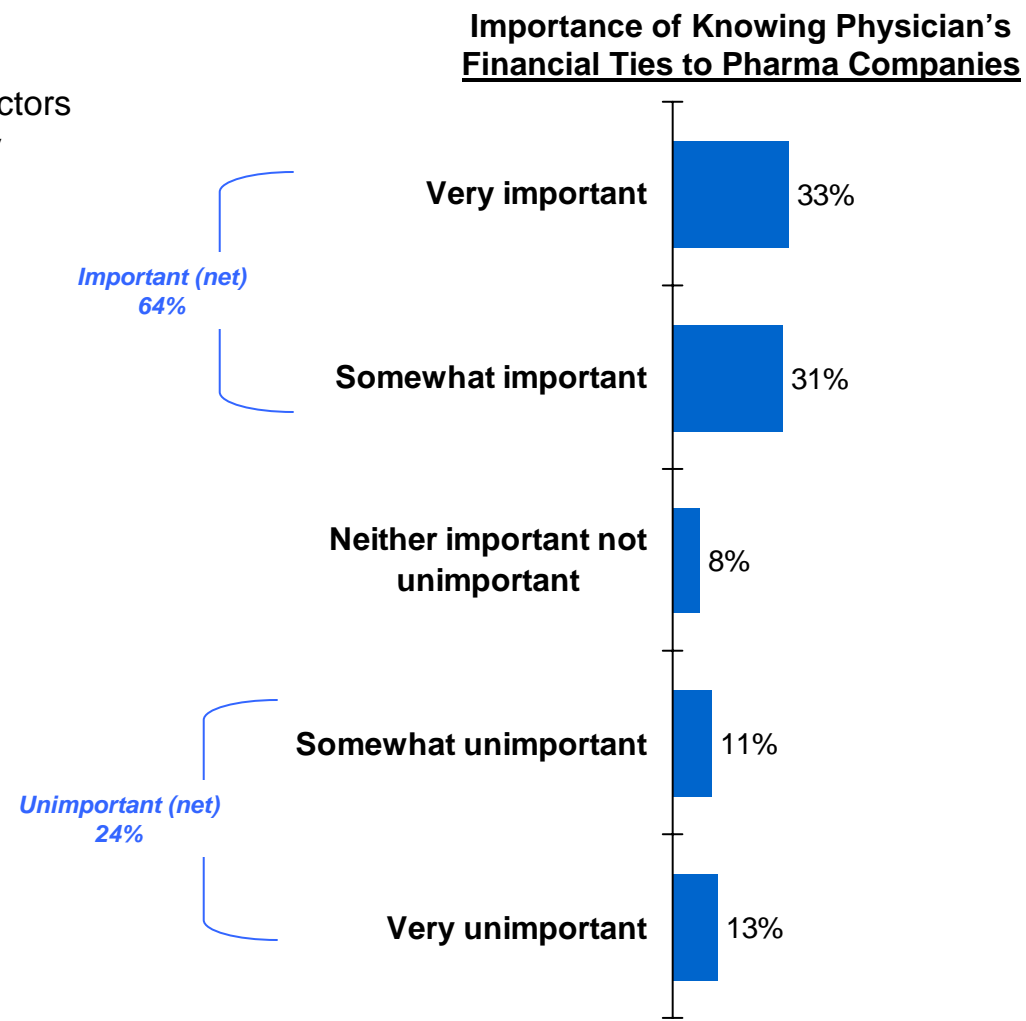 Importance of Knowing Physician's
Financial Ties to Pharma Companies
Very important
33%
Important (net)
64%
Somewhat important
31%
Neither important not
unimportant
8%
Somewhat unimportant
11%
Unimportant (net)
24%
Very unimportant
13%